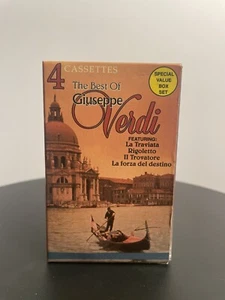 4 CASSETTES
SPECIAL
VALUE
BOX
SET
The Best Of
Giuseppe
Verdi
FEATURING:
La Traviata
Rigoletto
Il Trovatore
La forza del destino